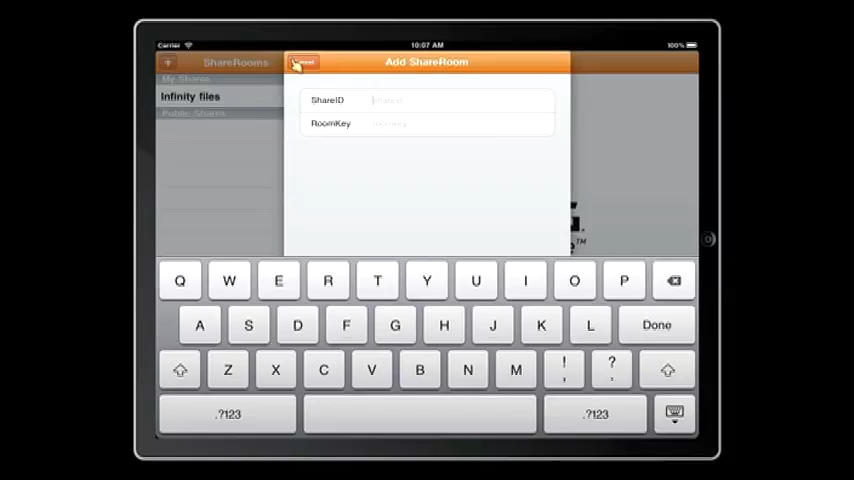 Carrier 10:07 AM 100%
+ ShareRooms Add ShareRoom
My Shares
Infinity files
Public Shares
ShareID
RoomKey
Q W E R T Y U I O P
A S D F G H J K L Done
Z X C V B N M ! , ? .
.?123 .?123